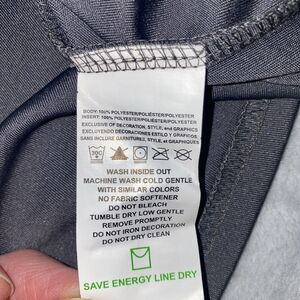 BODY: 100% POLYESTER/POLIÉSTER/POLYESTER
INSERT: 100% POLYESTER/POLIÉSTER/POLYESTER
EXCLUSIVE OF DECORATION, STYLE, and GRAPHICS
EXCLUYENDO DECORACIONES ESTILO Y GRAFICOS
SANS INCLURE GARNITURES, STYLE, et GRAPHIQUES
30C
WASH INSIDE OUT
MACHINE WASH COLD GENTLE
WITH SIMILAR COLORS
NO FABRIC SOFTENER
DO NOT BLEACH
TUMBLE DRY LOW GENTLE
REMOVE PROMPTLY
DO NOT IRON DECORATION
DO NOT DRY CLEAN
SAVE ENERGY LINE DRY